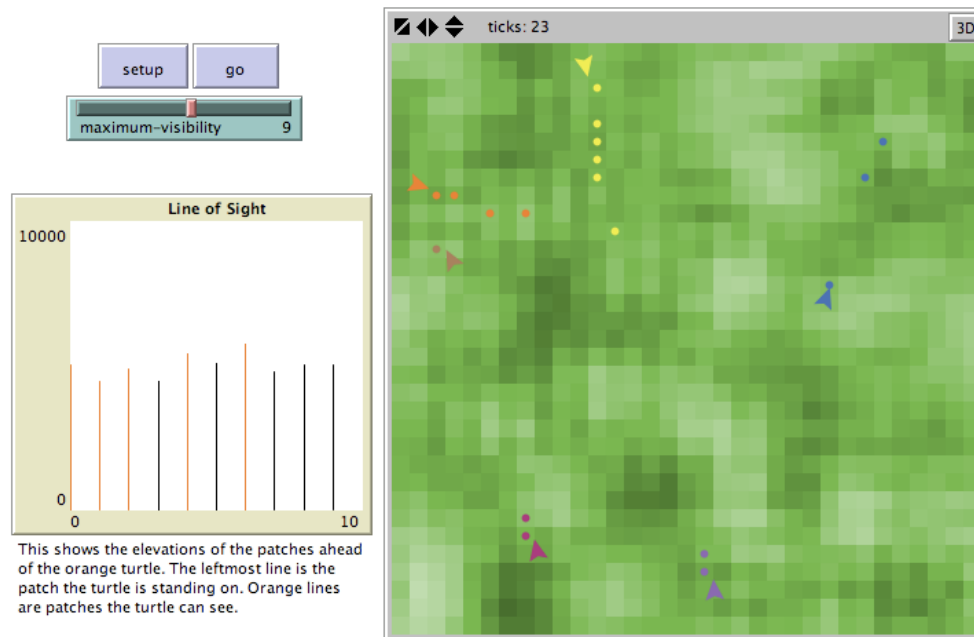 ticks: 23
3D
setup
go
maximum-visibility 9
Line of Sight
10000
0
0 10
This shows the elevations of the patches ahead
of the orange turtle. The leftmost line is the
patch the turtle is standing on. Orange lines
are patches the turtle can see.